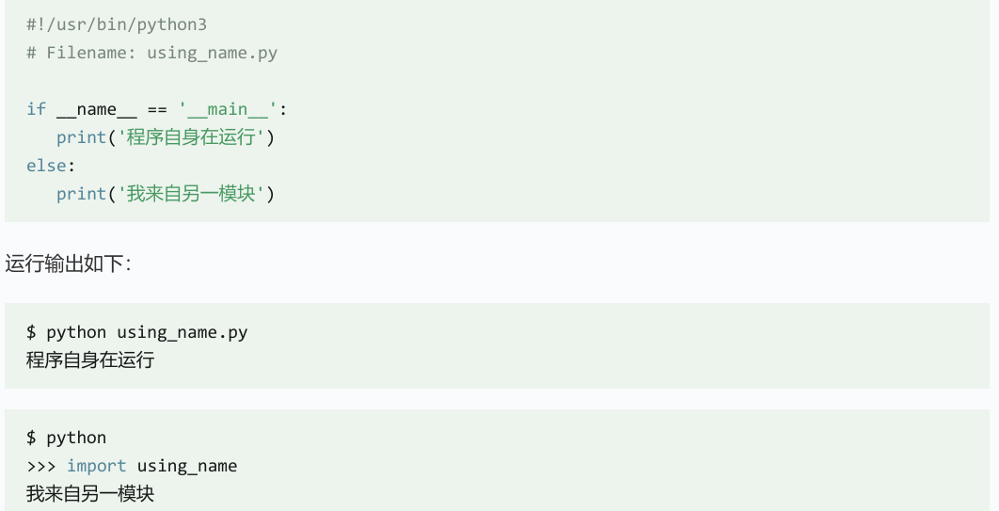 #!/usr/bin/python3
# Filename: using_name.py
if __name__ == '__main__':
   print('程序自身在运行')
else:
   print('我来自另一模块')
运行输出如下：
$ python using_name.py
程序自身在运行
$ python
>>> import using_name
我来自另一模块